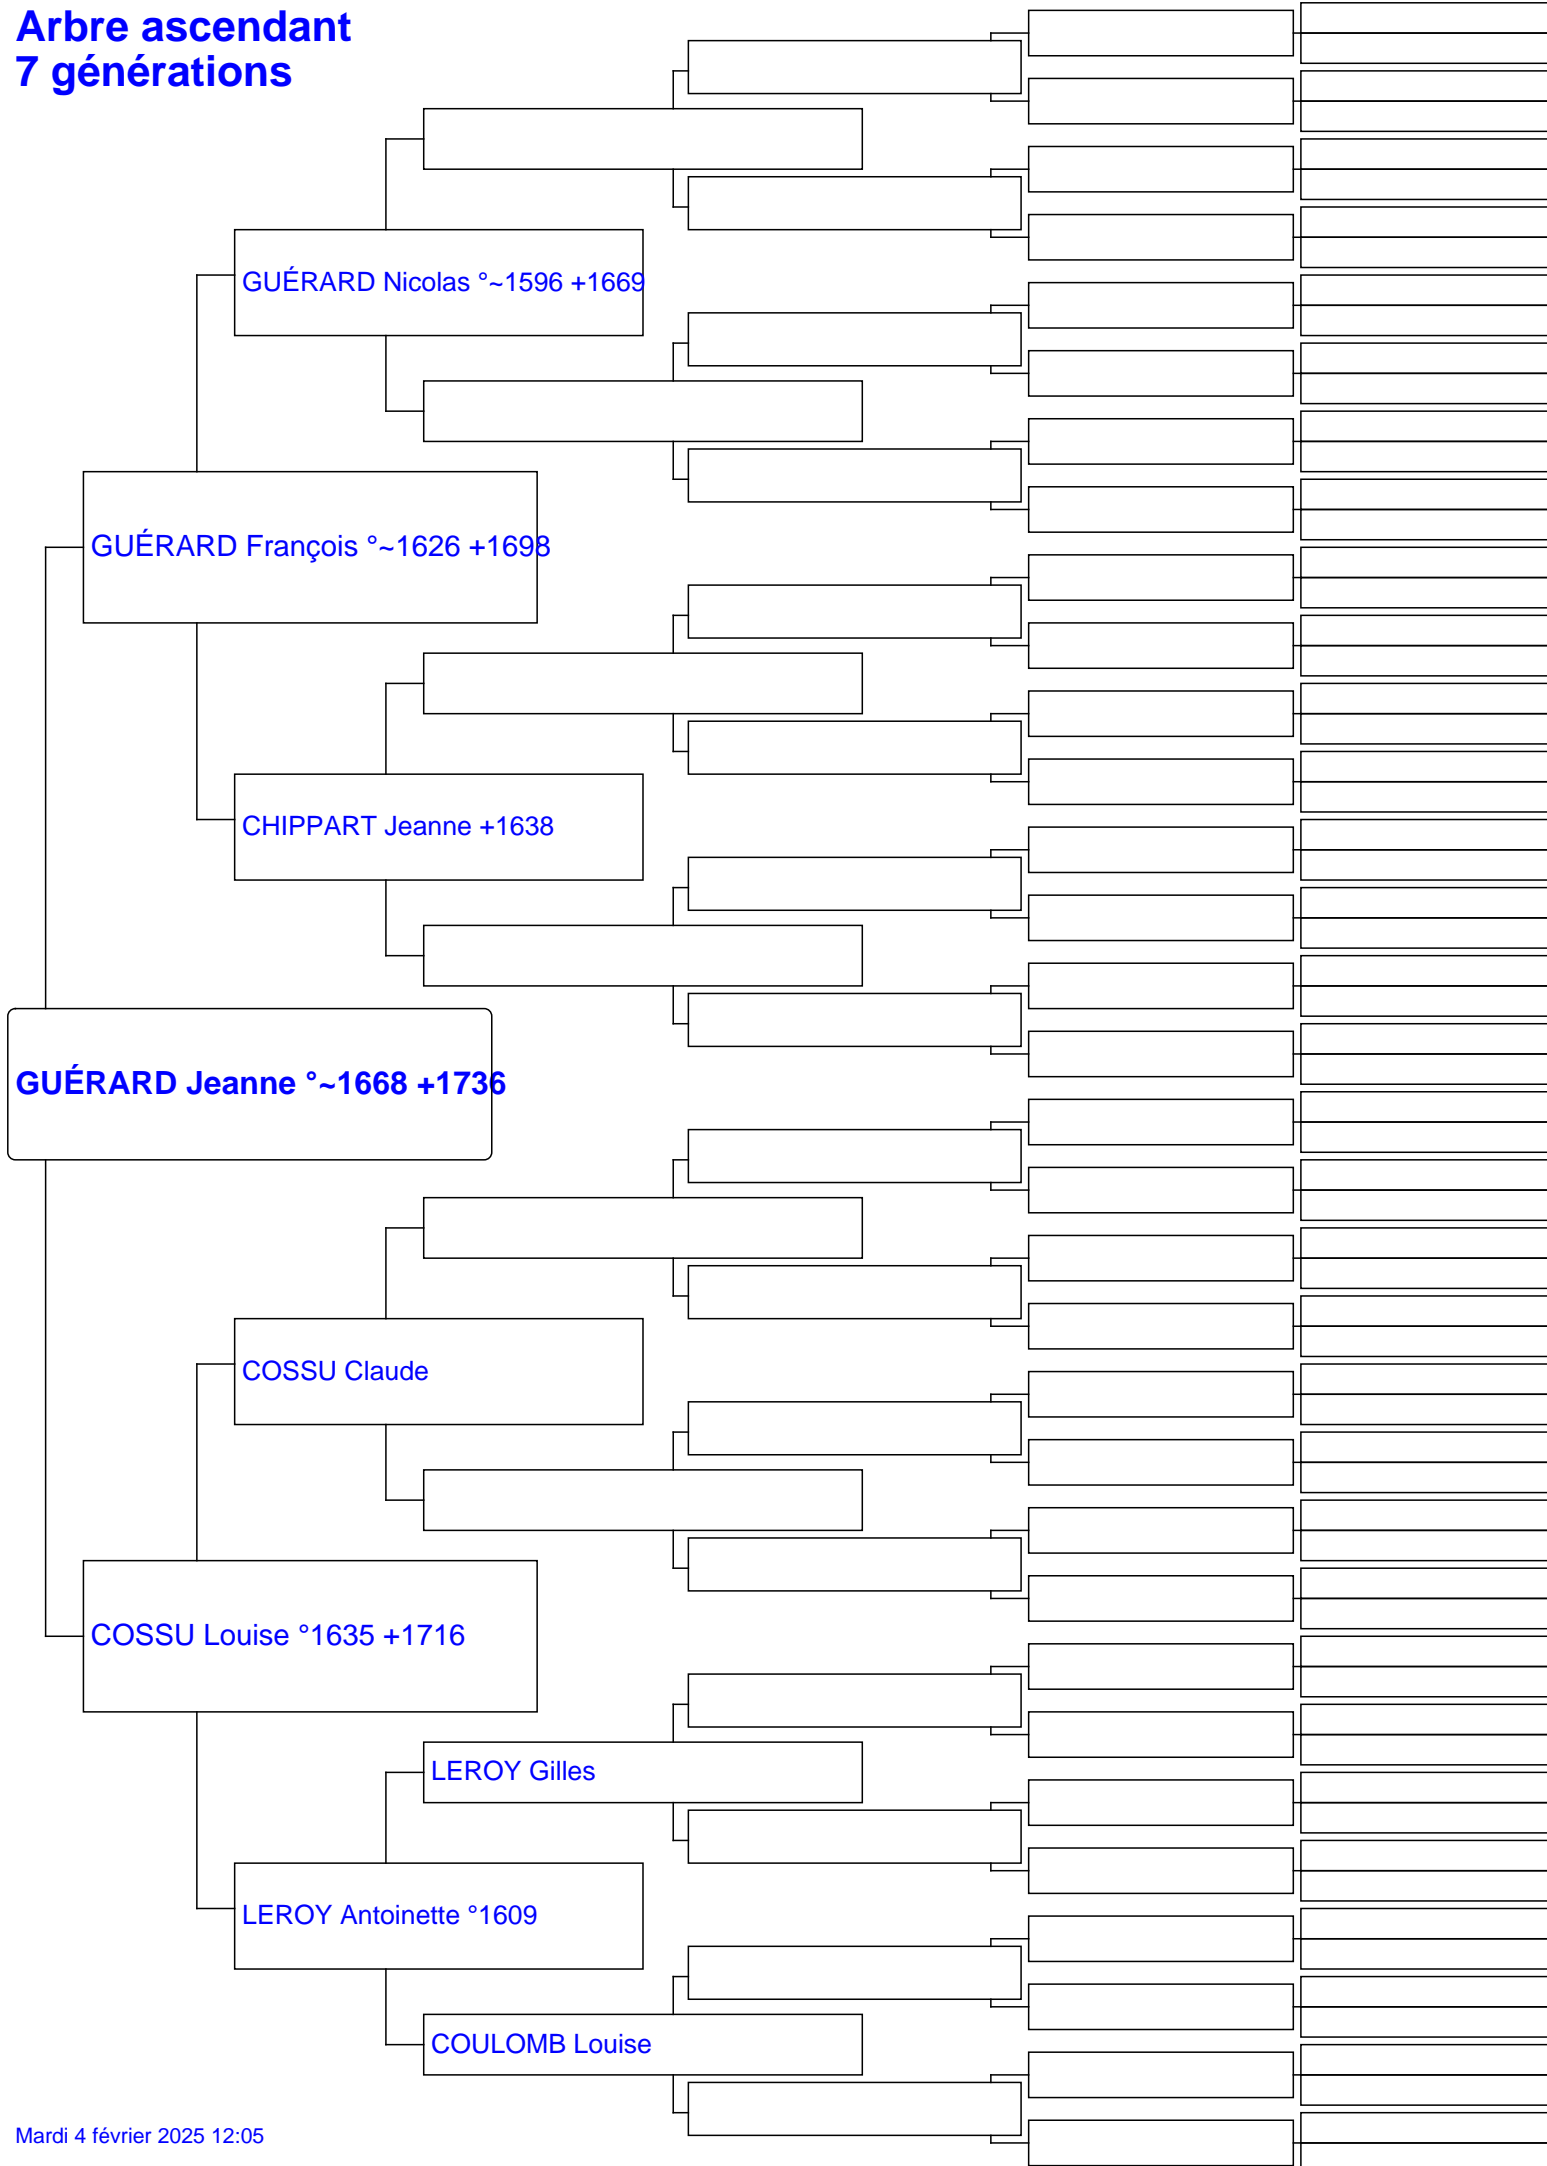 Arbre ascendant
7 générations
GUÉRARD Nicolas °~1596 +1669
GUÉRARD François °~1626 +1698
CHIPPART Jeanne +1638
GUÉRARD Jeanne °~1668 +1736
COSSU Claude
COSSU Louise °1635 +1716
LEROY Gilles
LEROY Antoinette °1609
COULOMB Louise
Mardi 4 février 2025 12:05